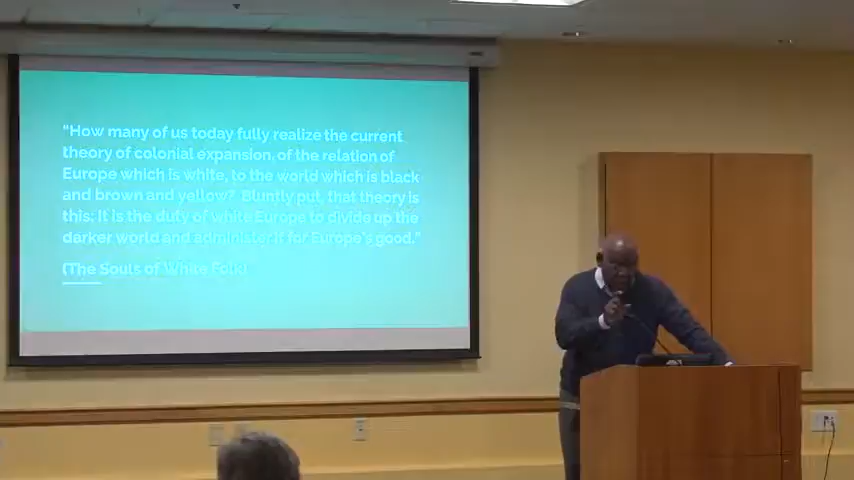 "How many of us today fully realize the current
theory of colonial expansion, of the relation of
Europe which is white, to the world which is black
and brown and yellow? Bluntly put, that theory is
this: It is the duty of white Europe to divide up the
darker world and administer it for Europe's good."
(The Souls of White Folk)